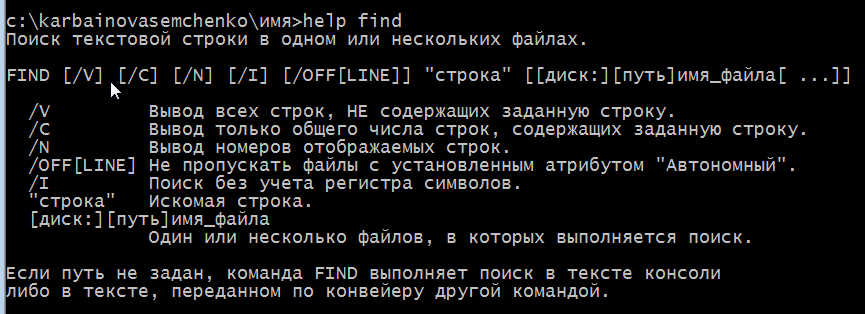 c:\karbainovasemchenko\имя>help find
Поиск текстовой строки в одном или нескольких файлах.

FIND [/V] [/C] [/N] [/I] [/OFF[LINE]] "строка" [[диск:][путь]имя_файла[ ...]]

  /V         Вывод всех строк, НЕ содержащих заданную строку.
  /C         Вывод только общего числа строк, содержащих заданную строку.
  /N         Вывод номеров отображаемых строк.
  /OFF[LINE] Не пропускать файлы с установленным атрибутом "Автономный".
  /I         Поиск без учета регистра символов.
  "строка"   Искомая строка.
  [диск:][путь]имя_файла
             Один или несколько файлов, в которых выполняется поиск.

Если путь не задан, команда FIND выполняет поиск в тексте консоли
либо в тексте, переданном по конвейеру другой командой.